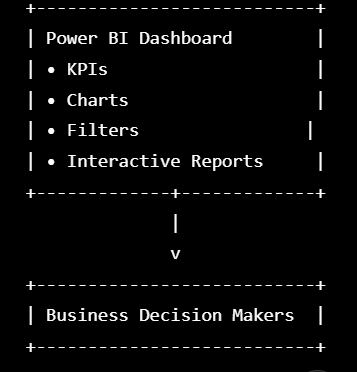 +---------------------------+
| Power BI Dashboard        |
| • KPIs                    |
| • Charts                  |
| • Filters                |
| • Interactive Reports     |
+-------------+-------------+
              |
              v
+---------------------------+
| Business Decision Makers  |
+---------------------------+